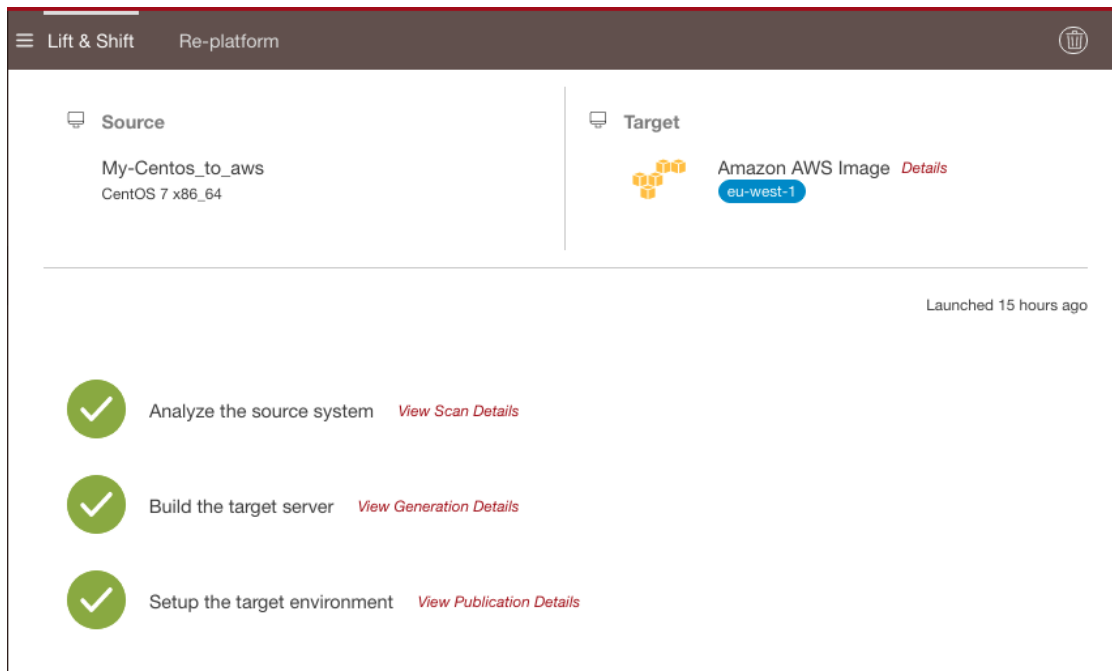 Lift & Shift Re-platform
Source
My-Centos_to_aws
CentOS 7 x86_64
Target
Amazon AWS Image Details
eu-west-1
Launched 15 hours ago
Analyze the source system View Scan Details
Build the target server View Generation Details
Setup the target environment View Publication Details